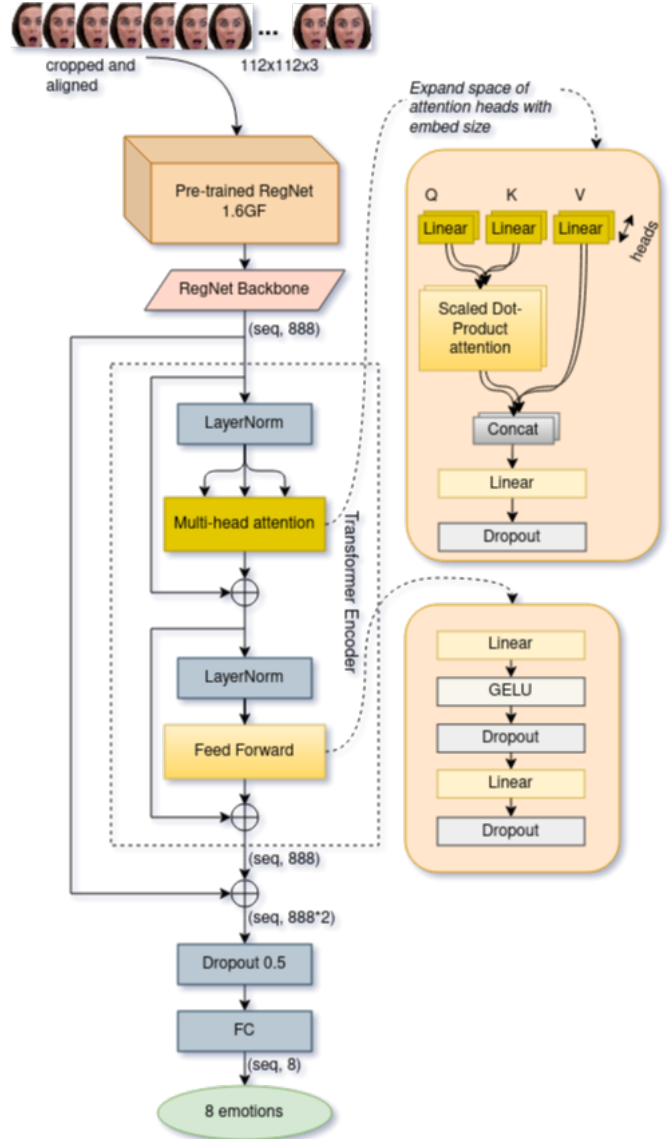 ...
cropped and
aligned
112x112x3
Pre-trained RegNet
1.6GF
RegNet Backbone
(seq, 888)
LayerNorm
Multi-head attention
Transformer Encoder
LayerNorm
Feed Forward
(seq, 888)
(seq, 888*2)
Dropout 0.5
FC
(seq, 8)
8 emotions
Expand space of
attention heads with
embed size
Q K V
Linear Linear Linear
heads
Scaled Dot-
Product
attention
Concat
Linear
Dropout
Linear
GELU
Dropout
Linear
Dropout